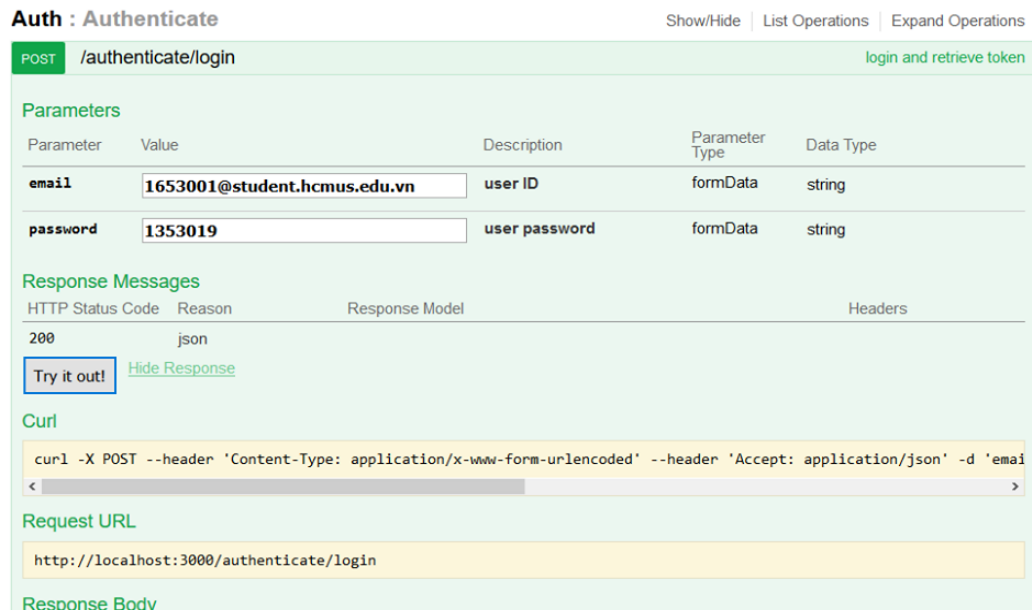 Auth : Authenticate Show/Hide List Operations Expand Operations
POST /authenticate/login login and retrieve token
Parameters
Parameter Value Description Parameter Type Data Type
email 1653001@student.hcmus.edu.vn user ID formData string
password 1353019 user password formData string
Response Messages
HTTP Status Code Reason Response Model Headers
200 json
Try it out! Hide Response
Curl
curl -X POST --header 'Content-Type: application/x-www-form-urlencoded' --header 'Accept: application/json' -d 'emai
Request URL
http://localhost:3000/authenticate/login
Response Body